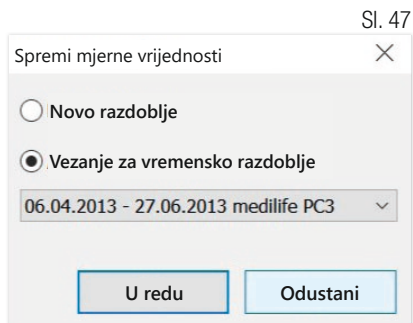 Sl. 47
Spremi mjerne vrijednosti
Novo razdoblje
Vezanje za vremensko razdoblje
06.04.2013 - 27.06.2013 medilife PC3
U redu
Odustani